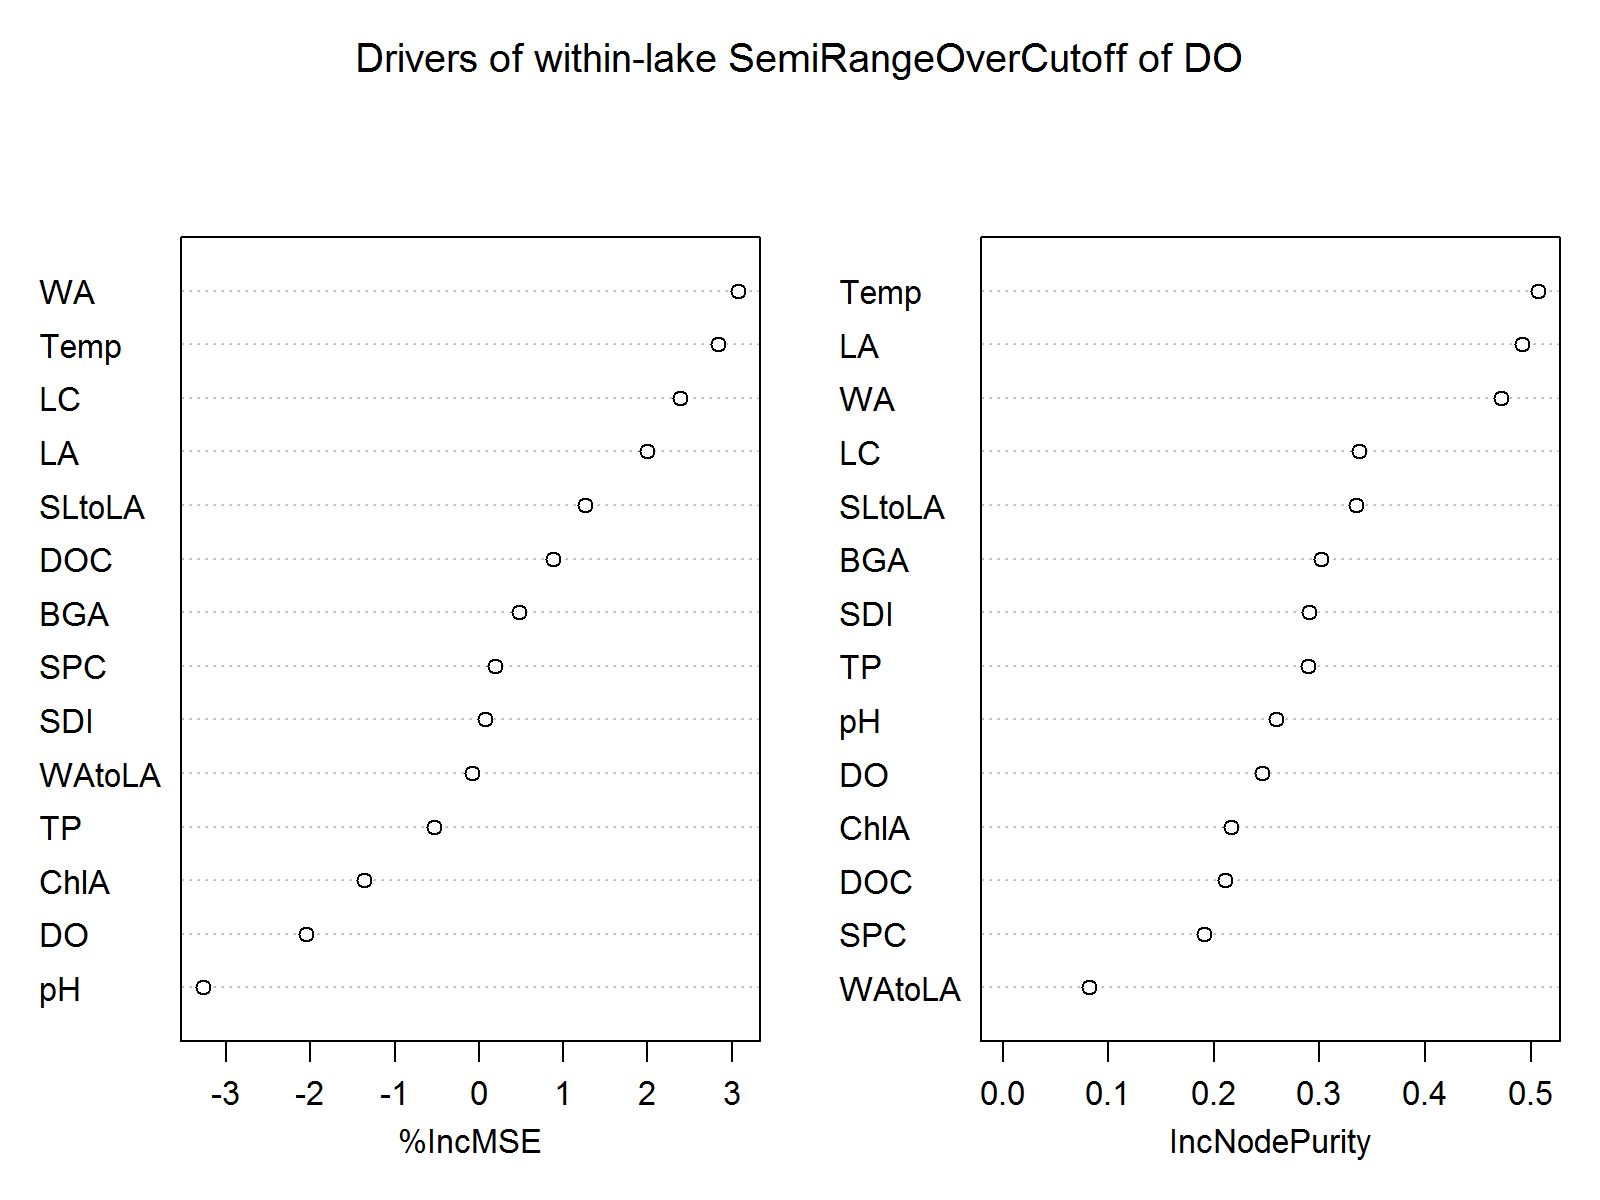 Drivers of within-lake SemiRangeOverCutoff of DO
WA
Temp
LC
LA
SLtoLA
DOC
BGA
SPC
SDI
WAtoLA
TP
ChlA
DO
pH
-3 -2 -1 0 1 2 3
%IncMSE
Temp
LA
WA
LC
SLtoLA
BGA
SDI
TP
pH
DO
ChlA
DOC
SPC
WAtoLA
0.0 0.1 0.2 0.3 0.4 0.5
IncNodePurity